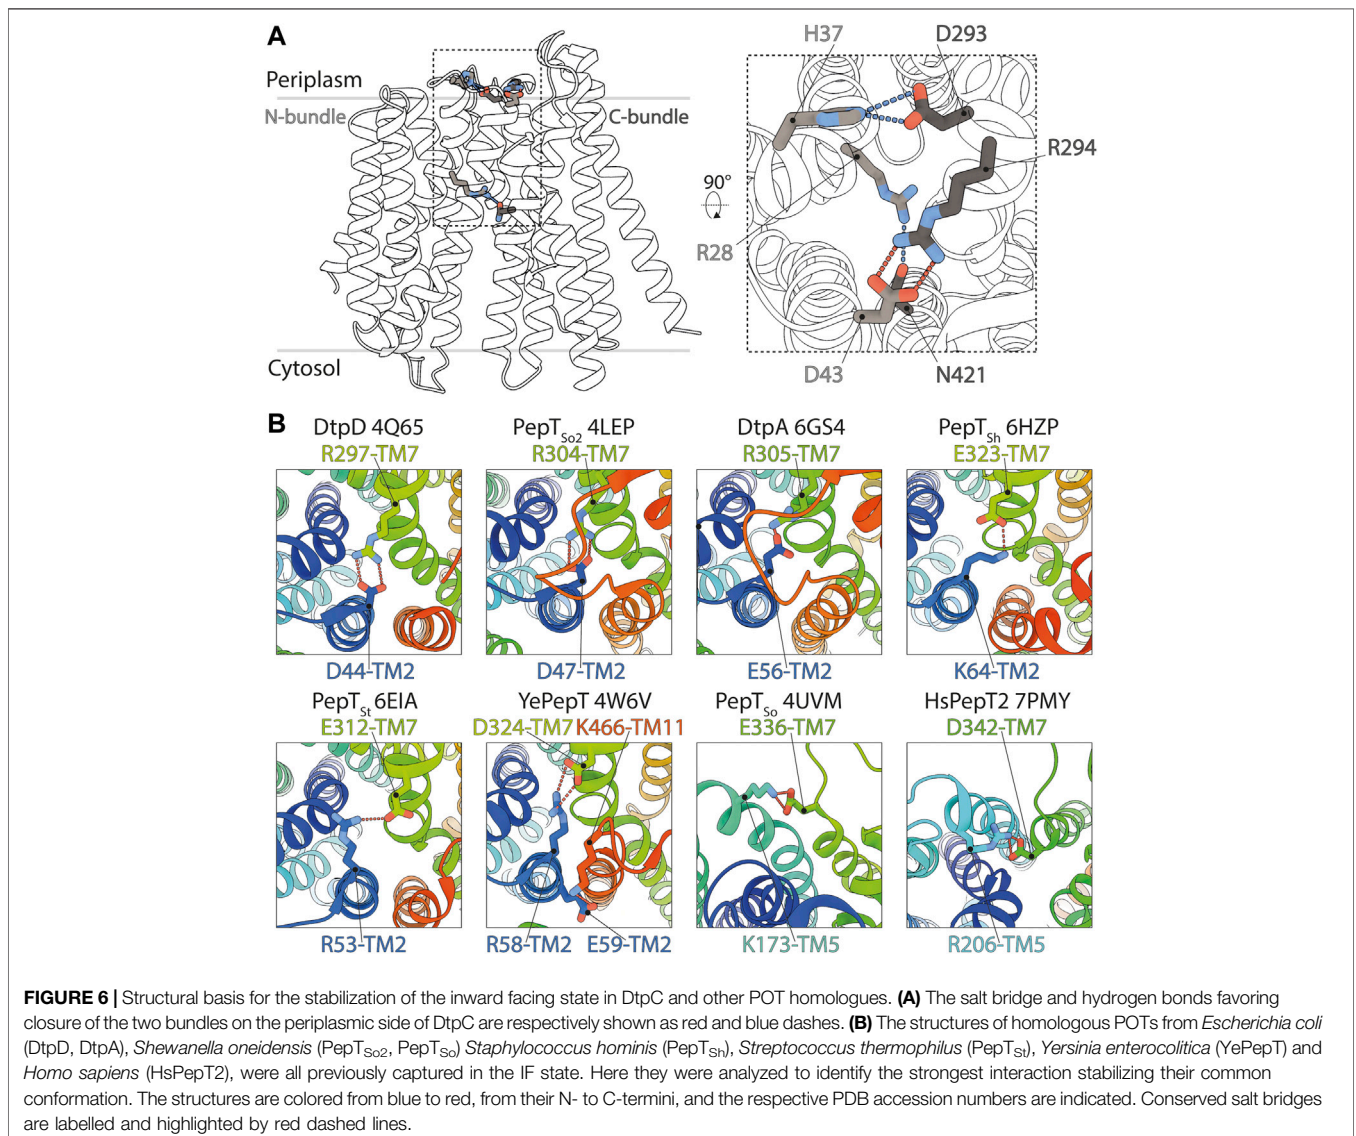 A
Periplasm
N-bundle
C-bundle
Cytosol
90°
H37
D293
R294
R28
D43
N421
B
DtpD 4Q65
R297-TM7
D44-TM2
PepTSo2 4LEP
R304-TM7
D47-TM2
DtpA 6GS4
R305-TM7
E56-TM2
PepTSh 6HZP
E323-TM7
K64-TM2
PepTSt 6EIA
E312-TM7
R53-TM2
YePepT 4W6V
D324-TM7 K466-TM11
R58-TM2 E59-TM2
PepTSo 4UVM
E336-TM7
K173-TM5
HsPepT2 7PMY
D342-TM7
R206-TM5
FIGURE 6 | Structural basis for the stabilization of the inward facing state in DtpC and other POT homologues. (A) The salt bridge and hydrogen bonds favoring
closure of the two bundles on the periplasmic side of DtpC are respectively shown as red and blue dashes. (B) The structures of homologous POTs from Escherichia coli
(DtpD, DtpA), Shewanella oneidensis (PepTSo2, PepTSo) Staphylococcus hominis (PepTSh), Streptococcus thermophilus (PepTSt), Yersinia enterocolitica (YePepT) and
Homo sapiens (HsPepT2), were all previously captured in the IF state. Here they were analyzed to identify the strongest interaction stabilizing their common
conformation. The structures are colored from blue to red, from their N- to C-termini, and the respective PDB accession numbers are indicated. Conserved salt bridges
are labelled and highlighted by red dashed lines.